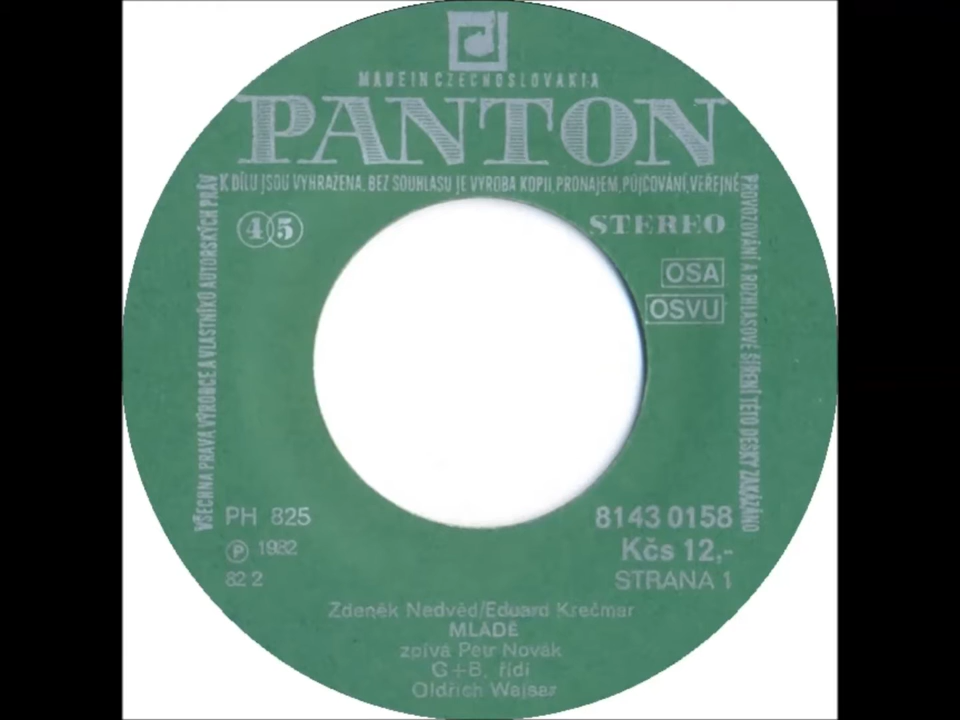 MADE IN CZECHOSLOVAKIA
PANTON
VŠECHNA PRÁVA VÝROBCE A VLASTNÍKŮ AUTORSKÝCH PRÁV
K DÍLU JSOU VYHRAŽENA. BEZ SOUHLASU JE VÝROBA KOPIÍ, PRONÁJEM, PŮJČOVÁNÍ, VEŘEJNÉ
PROVOZOVÁNÍ A ROZHLASOVÉ ŠÍŘENÍ TÉTO DESKY ZAKÁZÁNO
45
STEREO
OSA
OSVU
PH 825
8143 0158
Ⓟ 1982
Kčs 12,-
82 2
STRANA 1
Zdeněk Nedvěd/Eduard Krečmar
MLÁDĚ
zpívá Petr Novák
G+B, řídí
Oldřich Wajsar